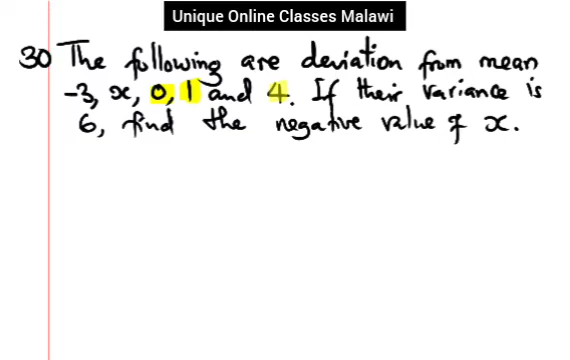 Unique Online Classes Malawi
30 The following are deviation from mean
-3, x, 0, 1 and 4. If their variance is
6, find the negative value of x.